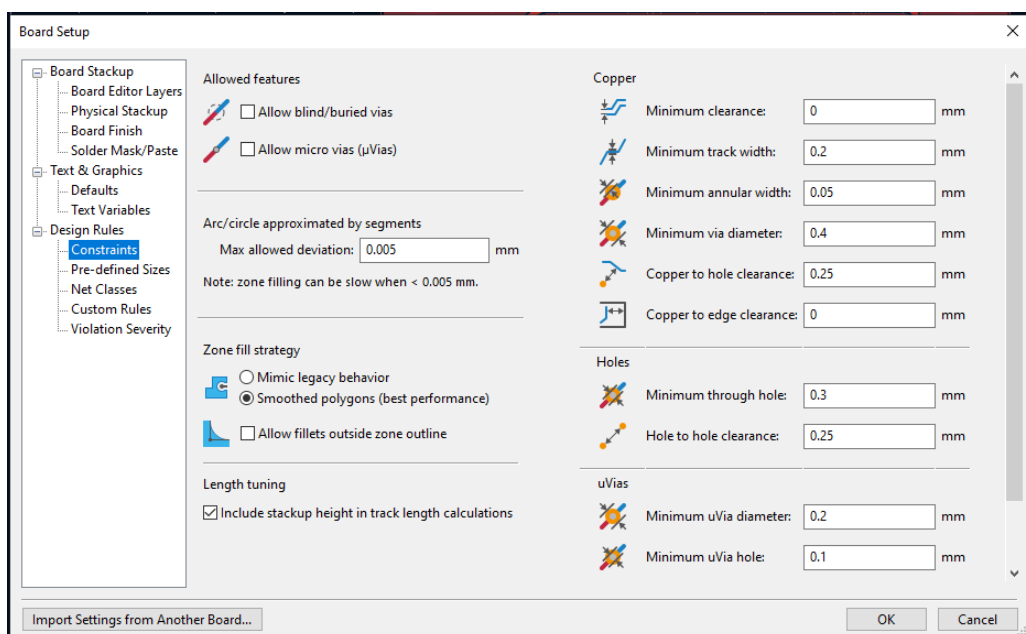 Board Setup
Board Stackup
Board Editor Layers
Physical Stackup
Board Finish
Solder Mask/Paste
Text & Graphics
Defaults
Text Variables
Design Rules
Constraints
Pre-defined Sizes
Net Classes
Custom Rules
Violation Severity
Allowed features
Allow blind/buried vias
Allow micro vias (µVias)
Arc/circle approximated by segments
Max allowed deviation: 0.005 mm
Note: zone filling can be slow when < 0.005 mm.
Zone fill strategy
Mimic legacy behavior
Smoothed polygons (best performance)
Allow fillets outside zone outline
Length tuning
Include stackup height in track length calculations
Copper
Minimum clearance: 0 mm
Minimum track width: 0.2 mm
Minimum annular width: 0.05 mm
Minimum via diameter: 0.4 mm
Copper to hole clearance: 0.25 mm
Copper to edge clearance: 0 mm
Holes
Minimum through hole: 0.3 mm
Hole to hole clearance: 0.25 mm
uVias
Minimum uVia diameter: 0.2 mm
Minimum uVia hole: 0.1 mm
Import Settings from Another Board...
OK
Cancel